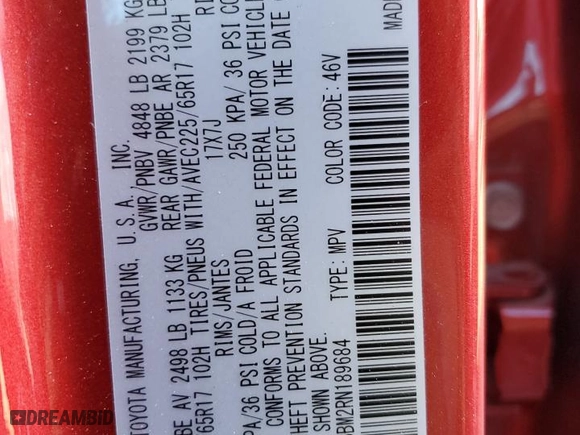 TOYOTA MANUFACTURING, U.S.A. INC.
GVWR/PNBV 4848 LB 2199 KG
BE AV 2498 LB 1133 KG REAR GAWR/PNBE AR 2379 LB
65R17 102H TIRES/PNEUS WITH/AVEC 225/65R17 102H
RIMS/JANTES 17X7J
PA/36 PSI COLD/A FROID 250 KPA/ 36 PSI
CONFORMS TO ALL APPLICABLE FEDERAL MOTOR VEHICLE
HEFT PREVENTION STANDARDS IN EFFECT ON THE DATE
SHOWN ABOVE.
BM2RN189684 TYPE: MPV COLOR CODE: 46V
DREAMBID